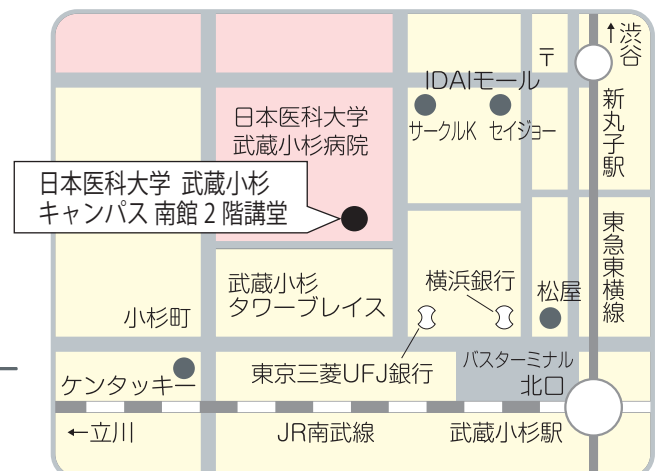 ↑渋谷
〒
IDAIモール
サークルK セイジョー
新丸子駅
日本医科大学
武蔵小杉病院
日本医科大学 武蔵小杉
キャンパス 南館2階講堂
東急東横線
武蔵小杉
タワープレイス
横浜銀行
松屋
小杉町
バスターミナル
北口
東京三菱UFJ銀行
ケンタッキー
←立川
JR南武線
武蔵小杉駅